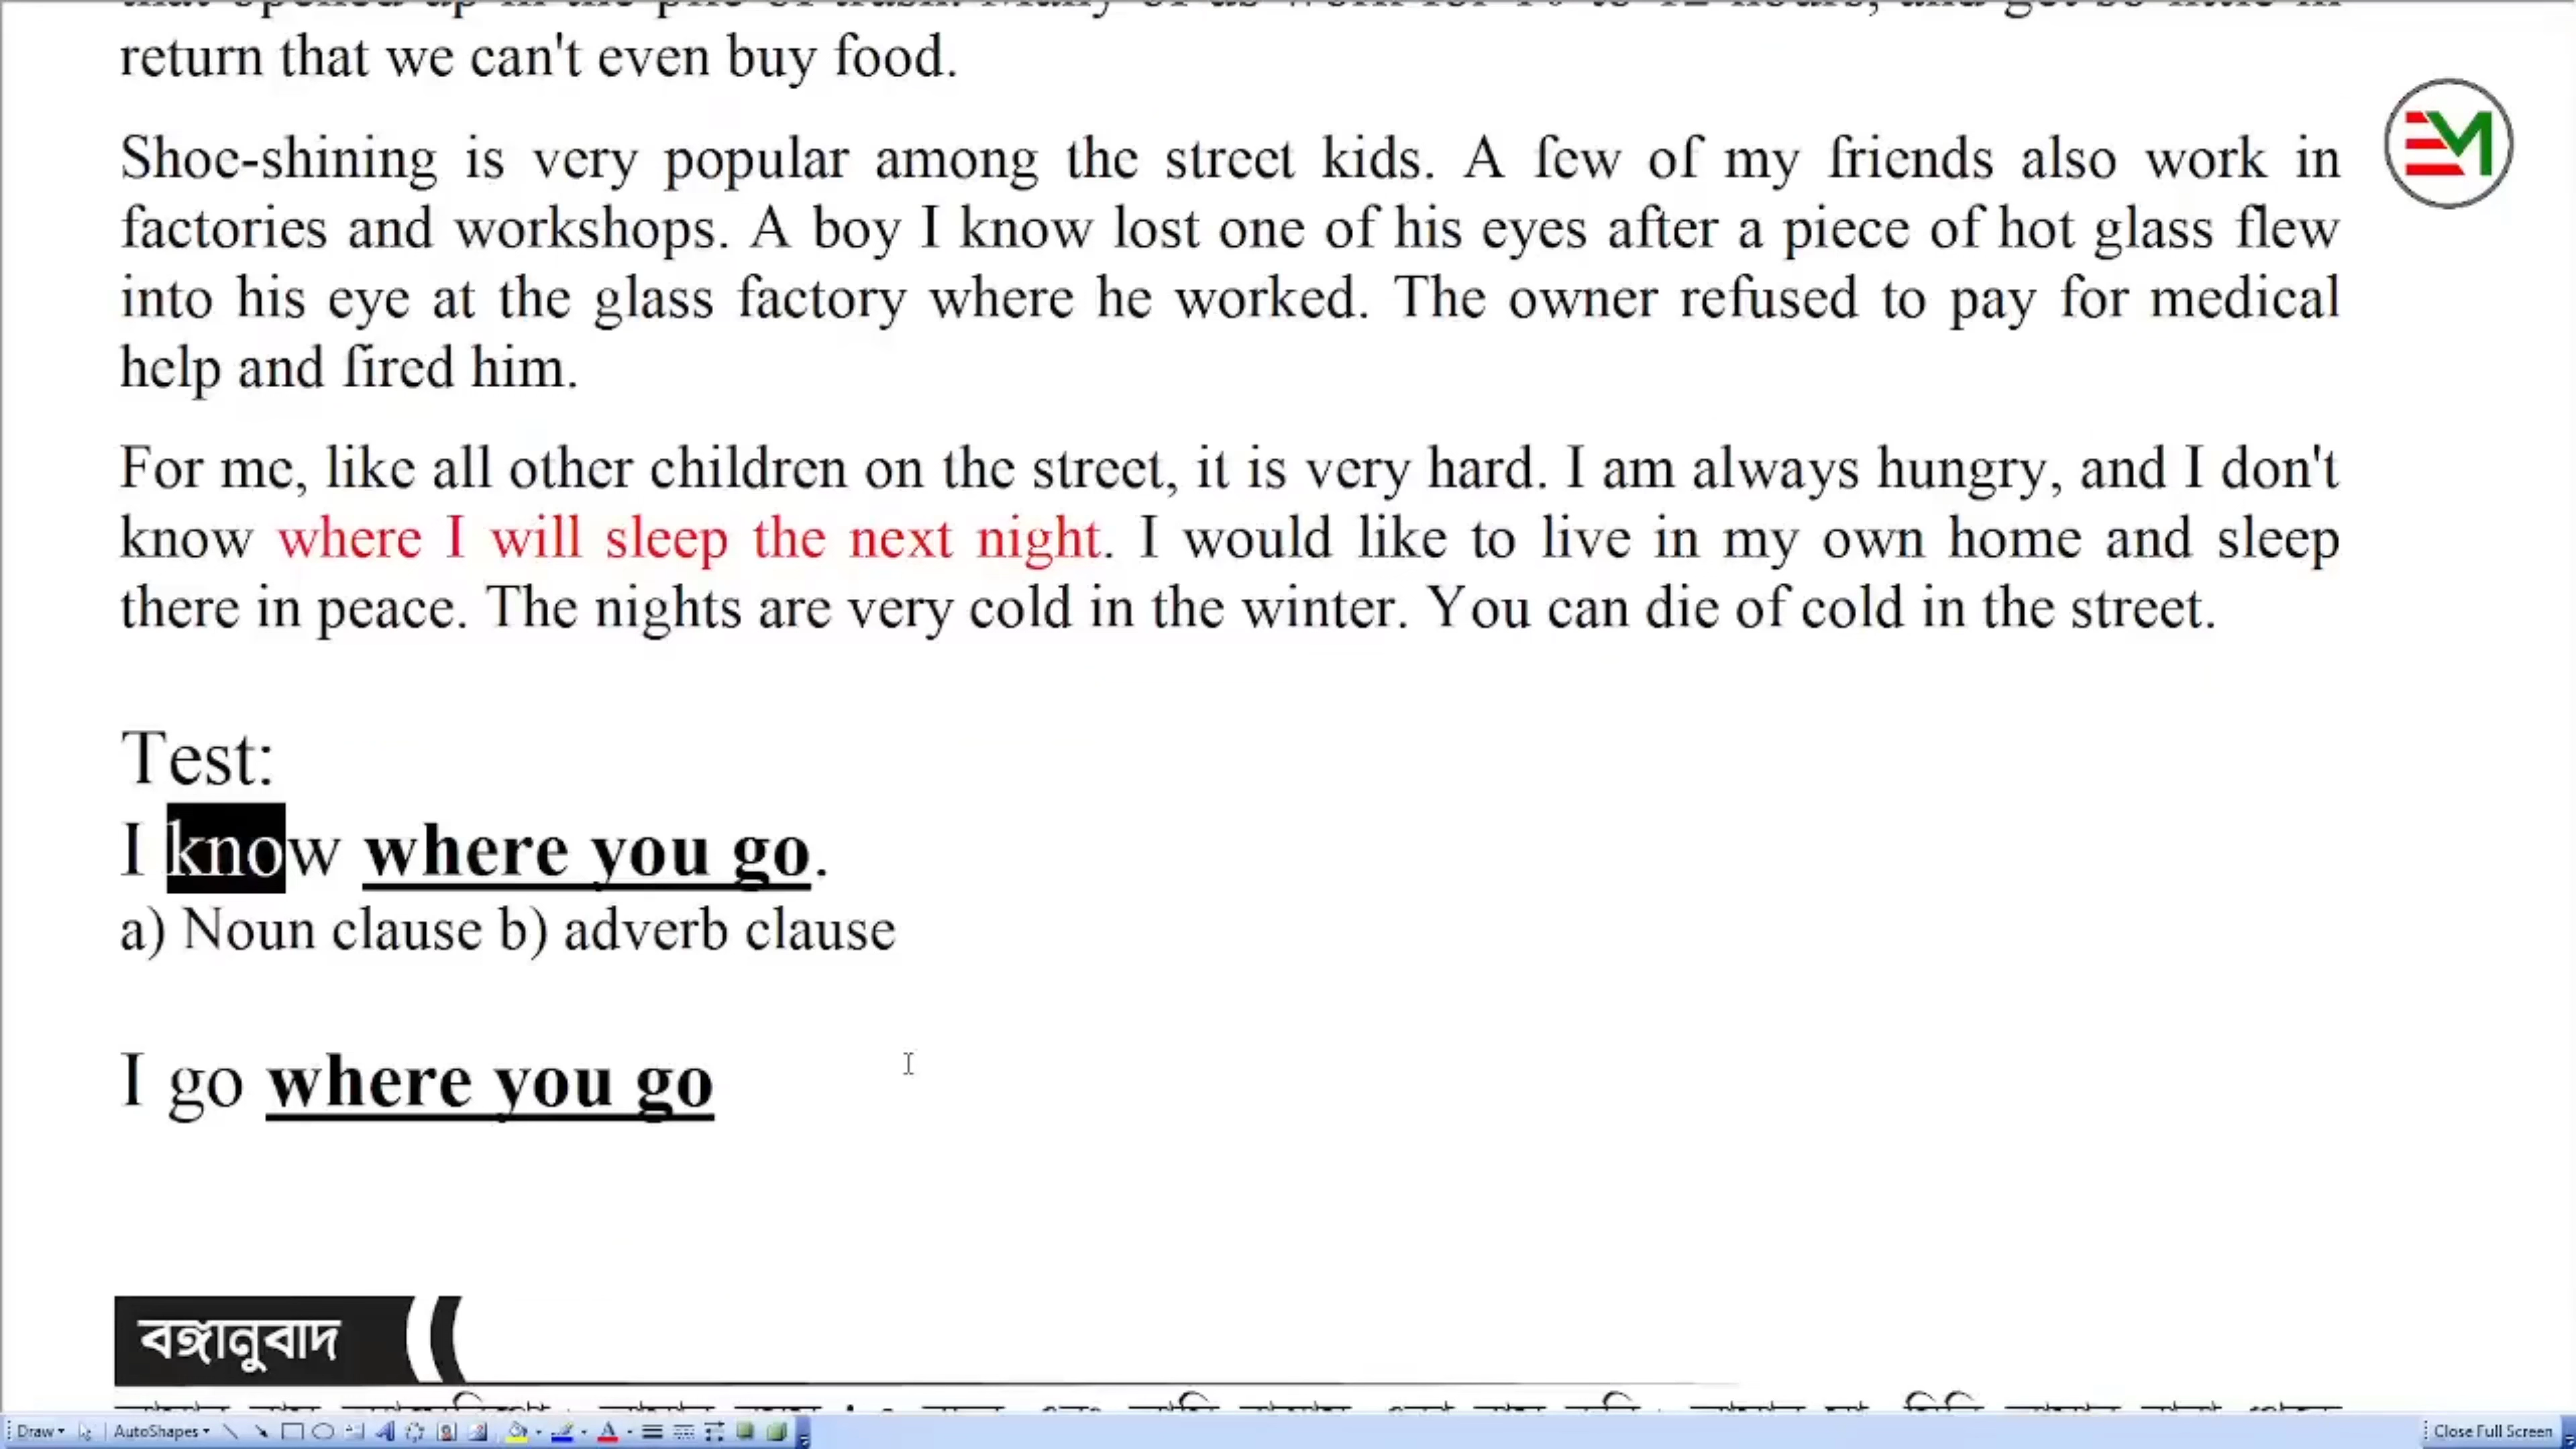 return that we can't even buy food.
Shoe-shining is very popular among the street kids. A few of my friends also work in
factories and workshops. A boy I know lost one of his eyes after a piece of hot glass flew
into his eye at the glass factory where he worked. The owner refused to pay for medical
help and fired him.
For me, like all other children on the street, it is very hard. I am always hungry, and I don't
know where I will sleep the next night. I would like to live in my own home and sleep
there in peace. The nights are very cold in the winter. You can die of cold in the street.
Test:
I know where you go.
a) Noun clause b) adverb clause
I go where you go
বঙ্গানুবাদ
Draw AutoShapes Close Full Screen
EM